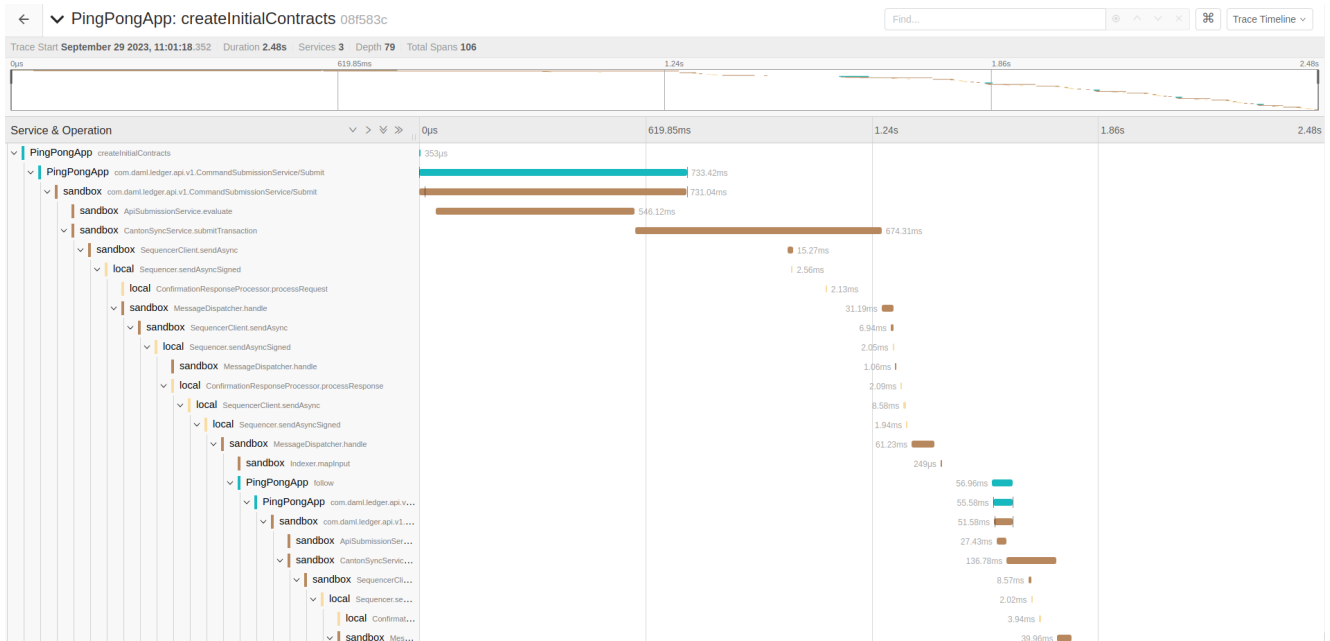 PingPongApp: createInitialContracts 08f583c
Find...
Trace Timeline
Trace Start September 29 2023, 11:01:18.352 Duration 2.48s Services 3 Depth 79 Total Spans 106
0μs 619.85ms 1.24s 1.86s 2.48s
Service & Operation 0μs 619.85ms 1.24s 1.86s 2.48s
PingPongApp createInitialContracts 353μs
PingPongApp com.daml.ledger.api.v1.CommandSubmissionService/Submit 733.42ms
sandbox com.daml.ledger.api.v1.CommandSubmissionService/Submit 731.04ms
sandbox ApiSubmissionService.evaluate 546.12ms
sandbox CantonSyncService.submitTransaction 674.31ms
sandbox SequencerClient.sendAsync 15.27ms
local Sequencer.sendAsyncSigned 2.56ms
local ConfirmationResponseProcessor.processRequest 2.13ms
sandbox MessageDispatcher.handle 31.19ms
sandbox SequencerClient.sendAsync 6.94ms
local Sequencer.sendAsyncSigned 2.05ms
sandbox MessageDispatcher.handle 1.06ms
local ConfirmationResponseProcessor.processResponse 2.09ms
local SequencerClient.sendAsync 8.58ms
local Sequencer.sendAsyncSigned 1.94ms
sandbox MessageDispatcher.handle 61.23ms
sandbox Indexer.mapInput 249μs
PingPongApp follow 56.96ms
PingPongApp com.daml.ledger.api.v... 55.58ms
sandbox com.daml.ledger.api.v1.... 51.58ms
sandbox ApiSubmissionSer... 27.43ms
sandbox CantonSyncServic... 136.78ms
sandbox SequencerCli... 8.57ms
local Sequencer.se... 2.02ms
local Confirmat... 3.94ms
sandbox Mes... 39.96ms